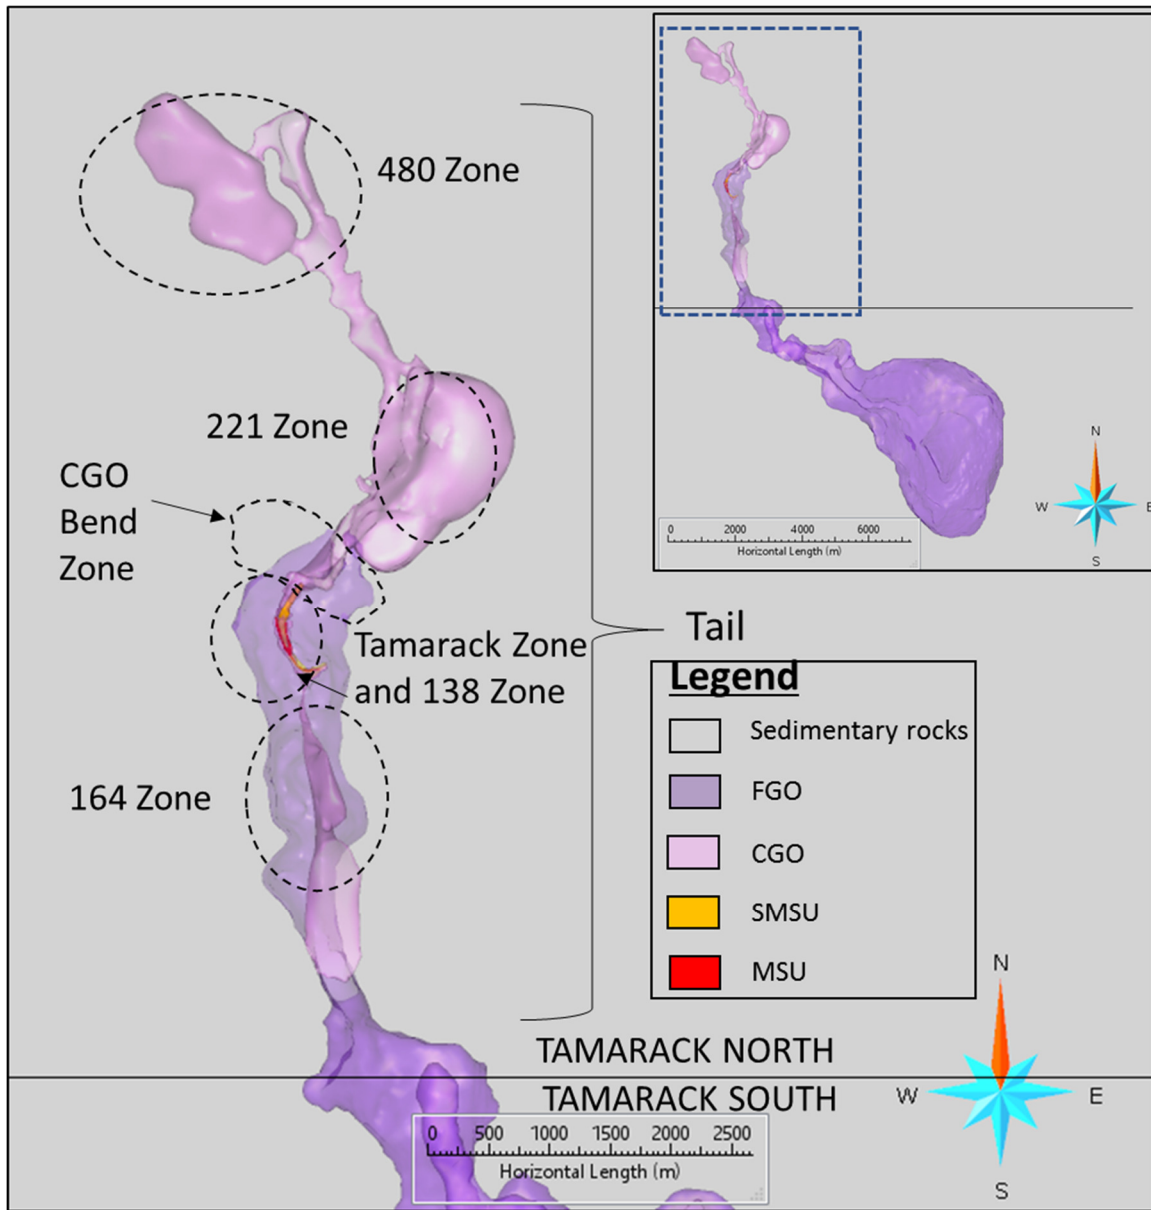 480 Zone
221 Zone
CGO
Bend
Zone
Tamarack Zone
and 138 Zone
164 Zone
Tail
Legend
Sedimentary rocks
FGO
CGO
SMSU
MSU
TAMARACK NORTH
TAMARACK SOUTH
0 500 1000 1500 2000 2500
Horizontal Length (m)
N
W E
S
0 2000 4000 6000
Horizontal Length (m)
N
W E
S